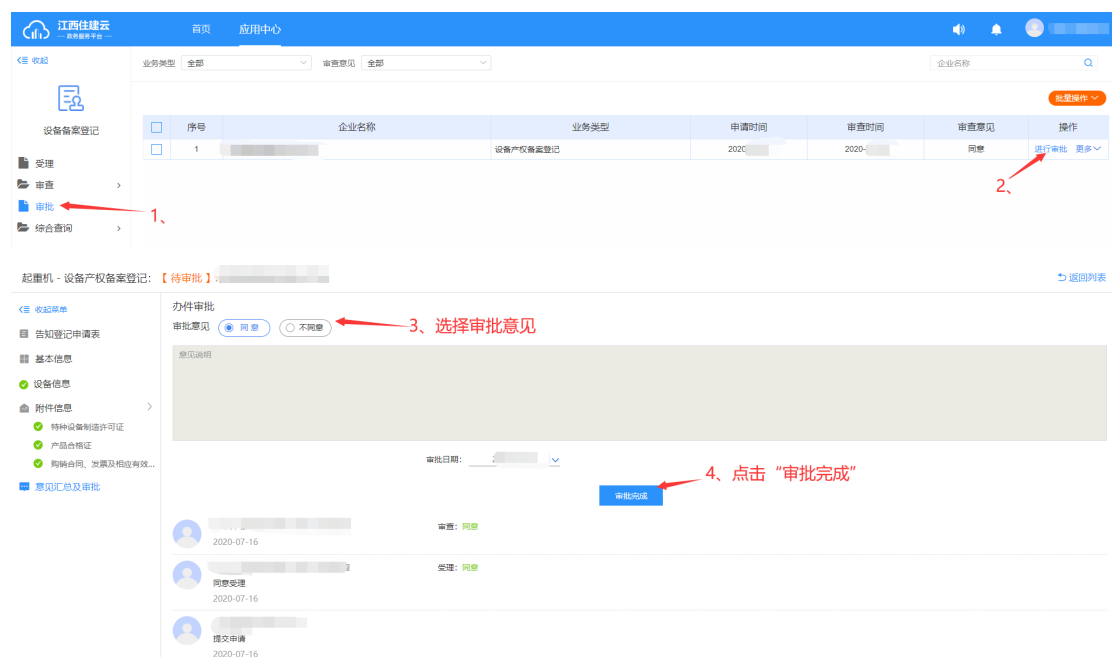 江西住建云
首页 应用中心
— 政务服务平台 —
收起
业务类型 全部 审查意见 全部 企业名称
批量操作
设备备案登记
序号 企业名称 业务类型 申请时间 审查时间 审查意见 操作
1 设备产权备案登记 2020 2020- 同意 进行审批 更多
受理
审查
2、
审批
1、
综合查询
起重机 - 设备产权备案登记：【 待审批 】
返回列表
收起菜单
办件审批
审批意见 同意 不同意
3、选择审批意见
告知登记申请表
意见说明
基本信息
设备信息
附件信息
特种设备制造许可证
产品合格证
购销合同、发票及相应有效...
审批日期：
4、点击“审批完成”
意见汇总及审批
审批完成
审查：同意
2020-07-16
受理：同意
同意受理
2020-07-16
提交申请
2020-07-16